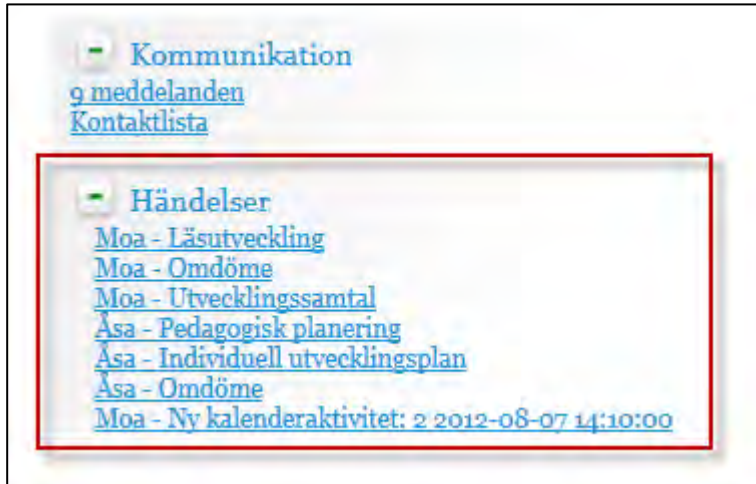 Kommunikation
9 meddelanden
Kontaktlista
Händelser
Moa - Läsutveckling
Moa - Omdöme
Moa - Utvecklingssamtal
Åsa - Pedagogisk planering
Åsa - Individuell utvecklingsplan
Åsa - Omdöme
Moa - Ny kalenderaktivitet: 2 2012-08-07 14:10:00